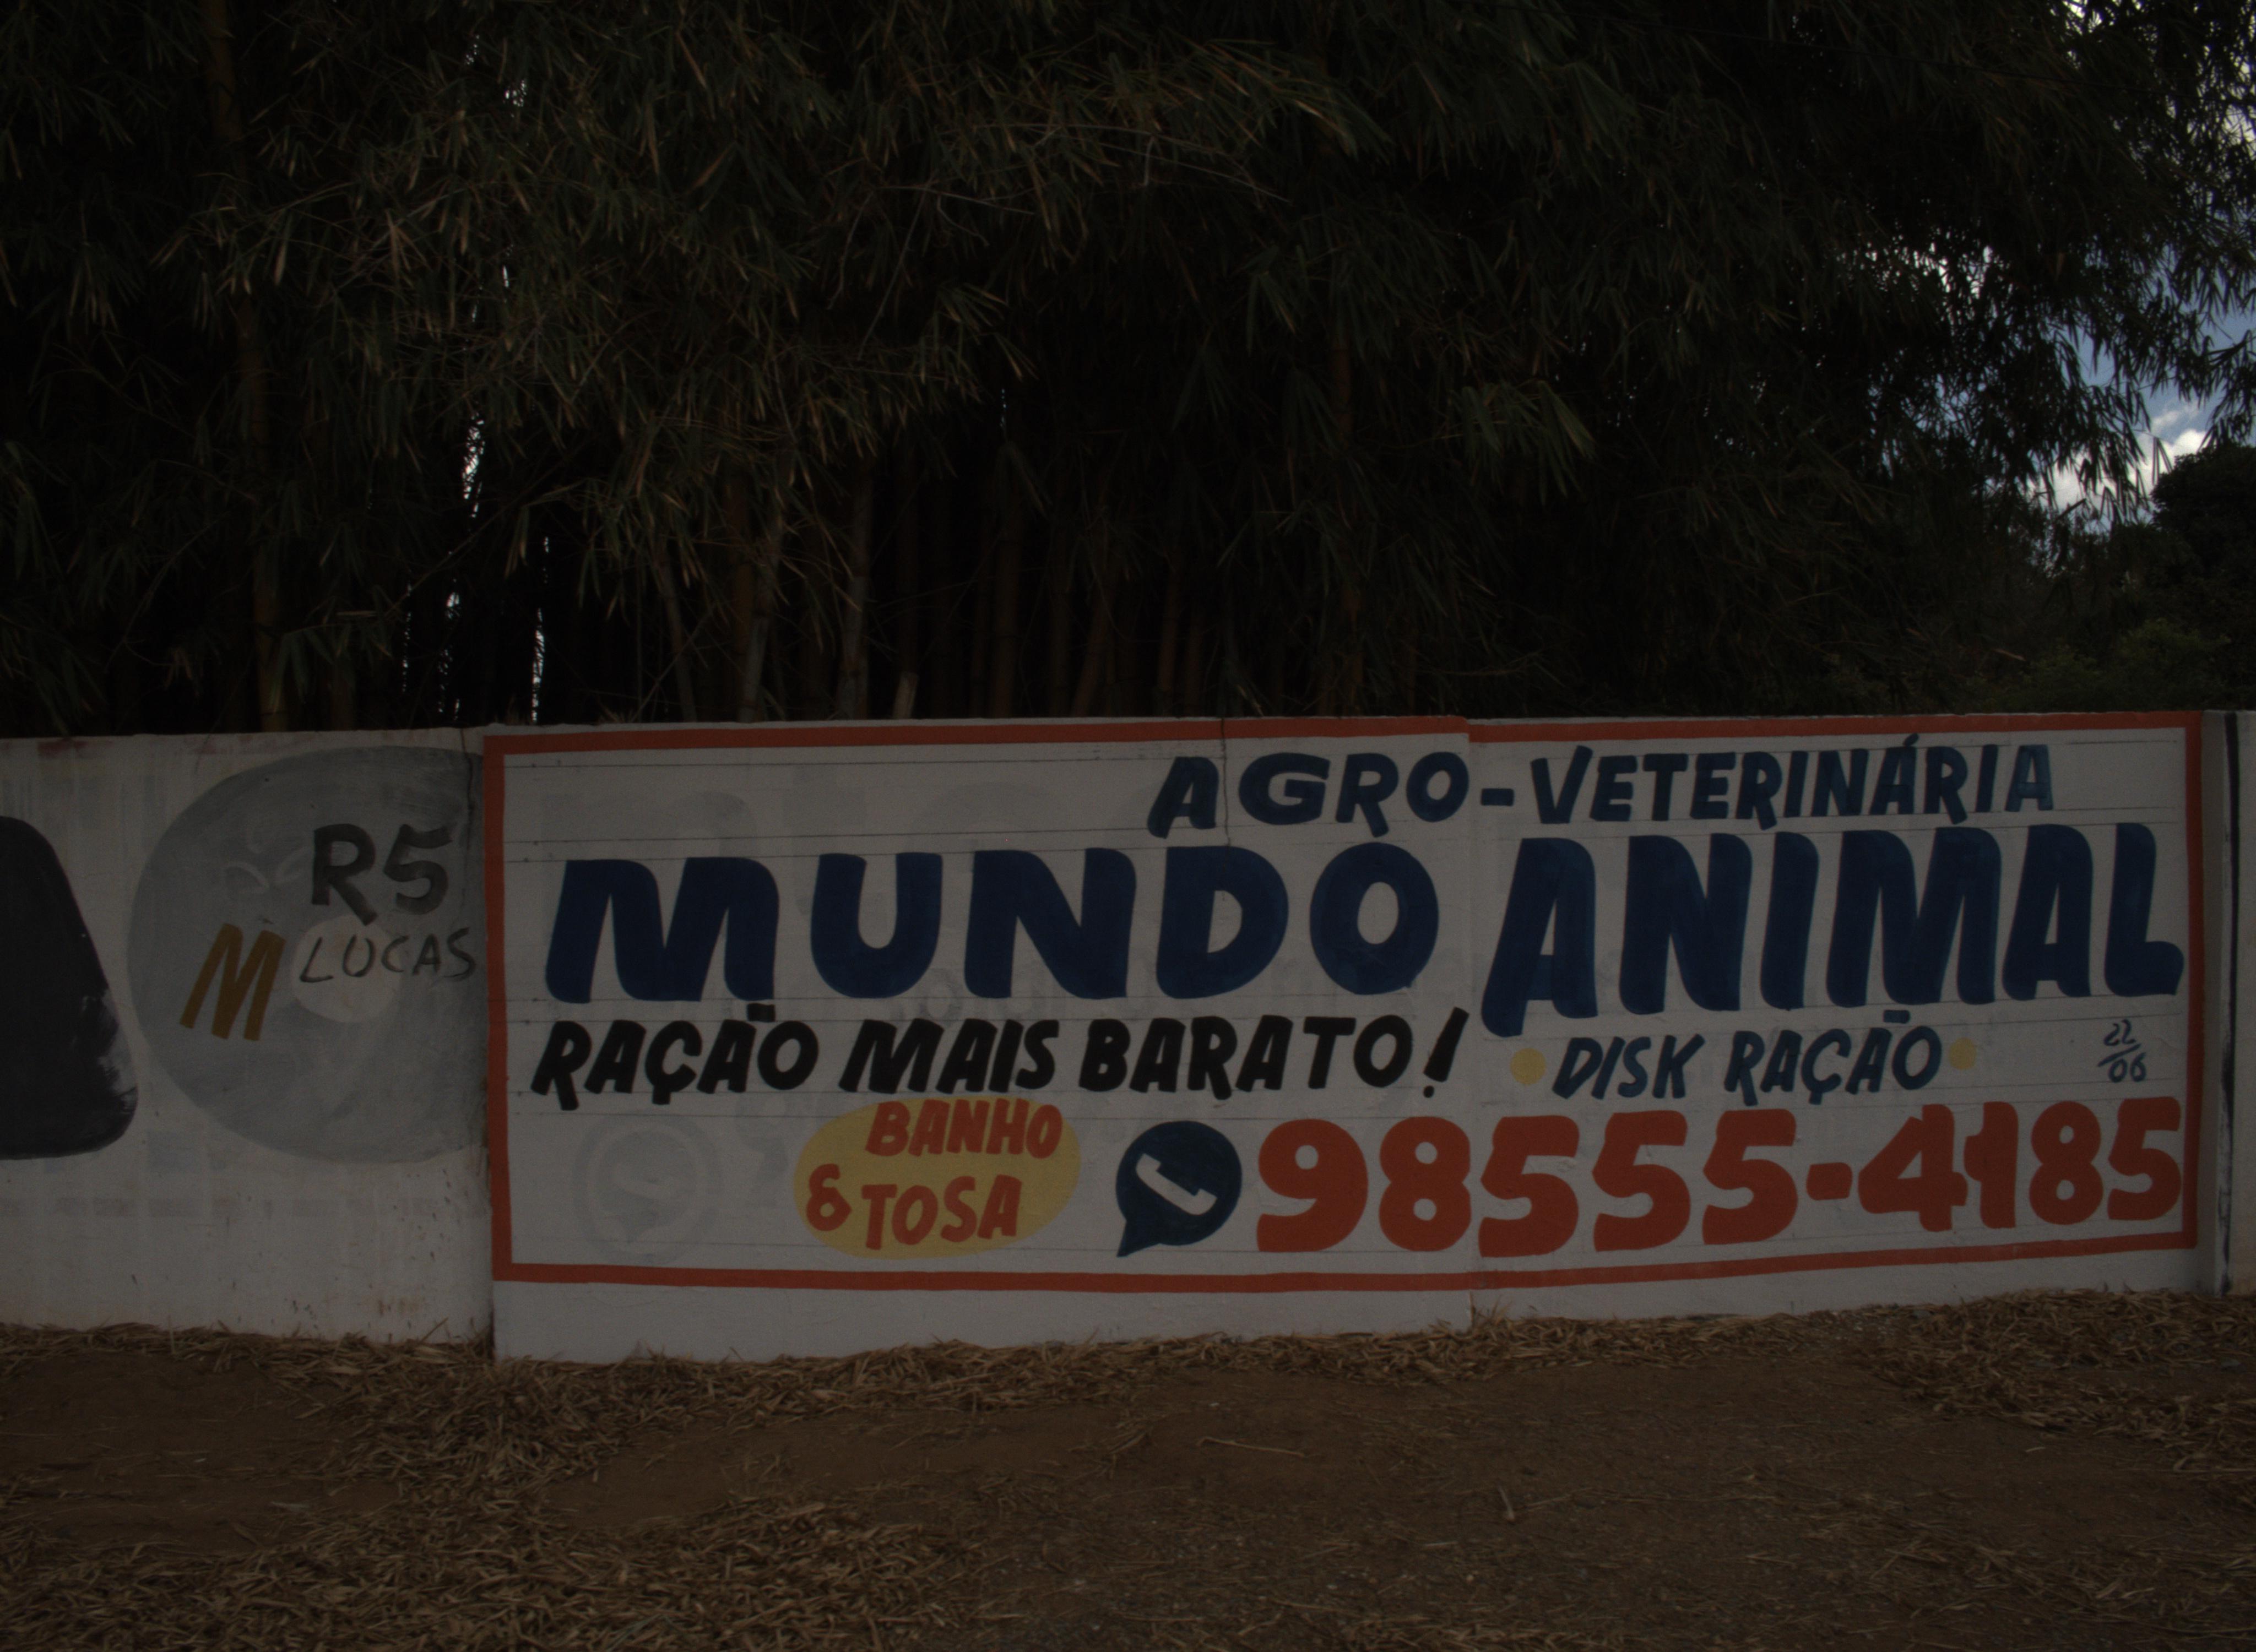 R5
M LUCAS
AGRO-VETERINÁRIA
MUNDO ANIMAL
RAÇÃO MAIS BARATO!
DISK RAÇÃO
22/06
BANHO
& TOSA
98555-4185